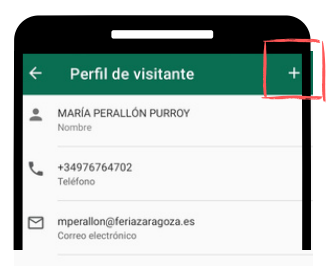 Perfil de visitante
MARÍA PERALLÓN PURROY
Nombre
+34976764702
Teléfono
mperallon@feriazaragoza.es
Correo electrónico